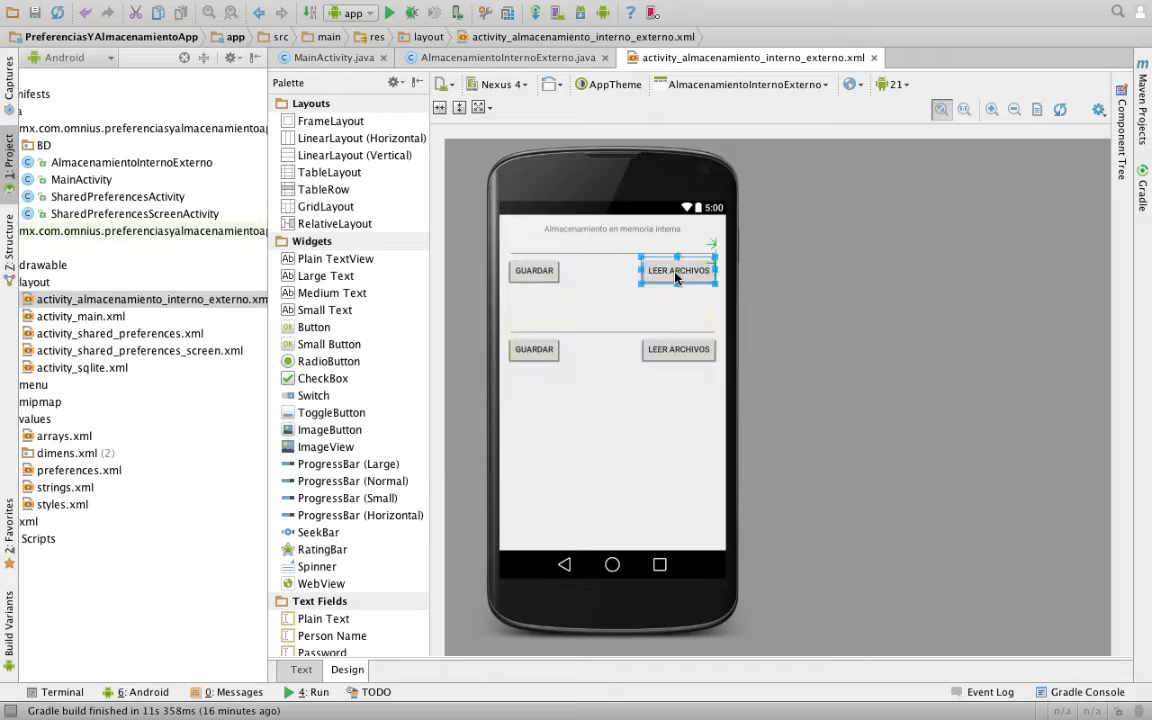 app
PreferenciasYAlmacenamientoApp
app
src
main
res
layout
activity_almacenamiento_interno_externo.xml
Captures
1: Project
Z: Structure
2: Favorites
Build Variants
Android
nifests
a
mx.com.omnius.preferenciasyalmacenamientoap
BD
AlmacenamientoInternoExterno
MainActivity
SharedPreferencesActivity
SharedPreferencesScreenActivity
mx.com.omnius.preferenciasyalmacenamientoap
drawable
layout
activity_almacenamiento_interno_externo.xm
activity_main.xml
activity_shared_preferences.xml
activity_shared_preferences_screen.xml
activity_sqlite.xml
menu
mipmap
values
arrays.xml
dimens.xml (2)
preferences.xml
strings.xml
styles.xml
xml
Scripts
MainActivity.java
AlmacenamientoInternoExterno.java
activity_almacenamiento_interno_externo.xml
Palette
Layouts
FrameLayout
LinearLayout (Horizontal)
LinearLayout (Vertical)
TableLayout
TableRow
GridLayout
RelativeLayout
Widgets
Plain TextView
Large Text
Medium Text
Small Text
Button
Small Button
RadioButton
CheckBox
Switch
ToggleButton
ImageButton
ImageView
ProgressBar (Large)
ProgressBar (Normal)
ProgressBar (Small)
ProgressBar (Horizontal)
SeekBar
RatingBar
Spinner
WebView
Text Fields
Plain Text
Person Name
Password
Nexus 4
AppTheme
AlmacenamientoInternoExterno
21
5:00
Almacenamiento en memoria interna
GUARDAR
LEER ARCHIVOS
GUARDAR
LEER ARCHIVOS
Component Tree
Maven Projects
Gradle
Text
Design
Terminal
6: Android
0: Messages
4: Run
TODO
Event Log
Gradle Console
Gradle build finished in 11s 358ms (16 minutes ago)
n/a
n/a